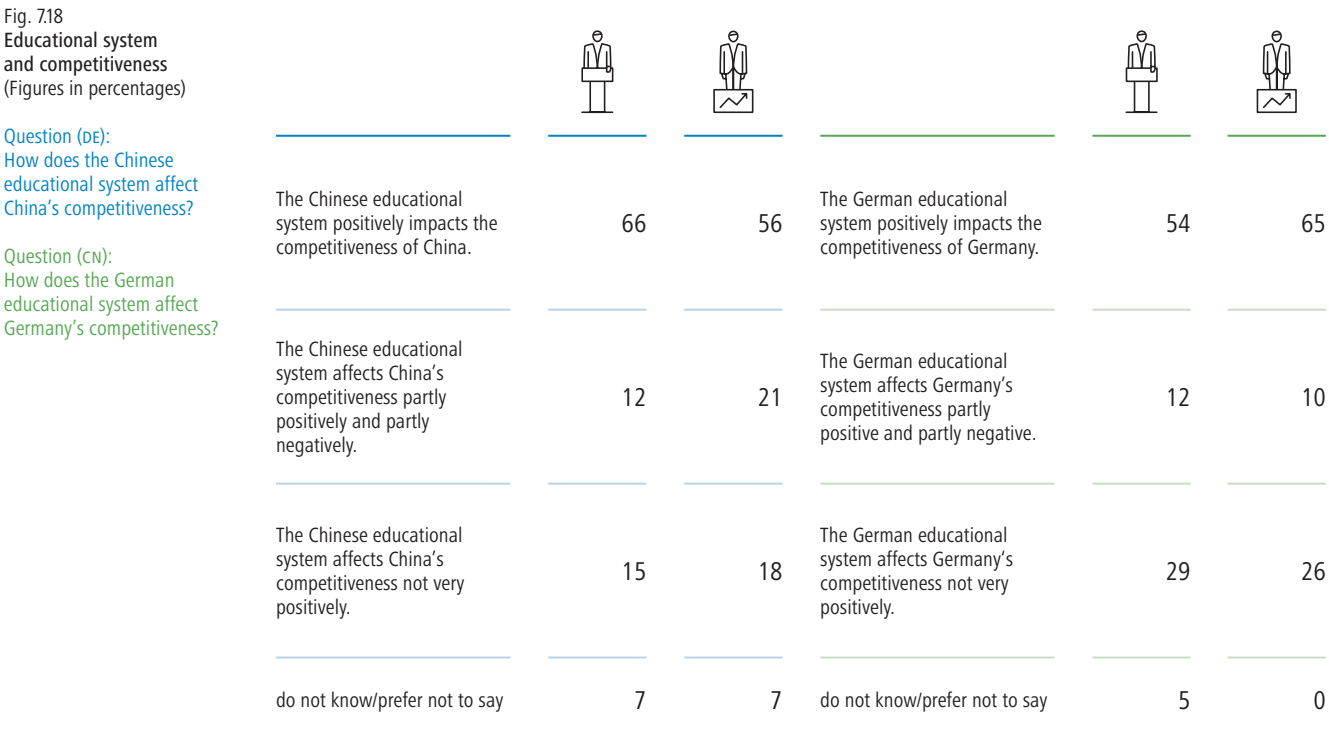 Fig. 7.18
Educational system
and competitiveness
(Figures in percentages)
Question (DE):
How does the Chinese
educational system affect
China's competitiveness?
Question (CN):
How does the German
educational system affect
Germany's competitiveness?
The Chinese educational
system positively impacts the
competitiveness of China.
66
56
The German educational
system positively impacts the
competitiveness of Germany.
54
65
The Chinese educational
system affects China's
competitiveness partly
positively and partly
negatively.
12
21
The German educational
system affects Germany's
competitiveness partly
positive and partly negative.
12
10
The Chinese educational
system affects China's
competitiveness not very
positively.
15
18
The German educational
system affects Germany‘s
competitiveness not very
positively.
29
26
do not know/prefer not to say
7
7
do not know/prefer not to say
5
0